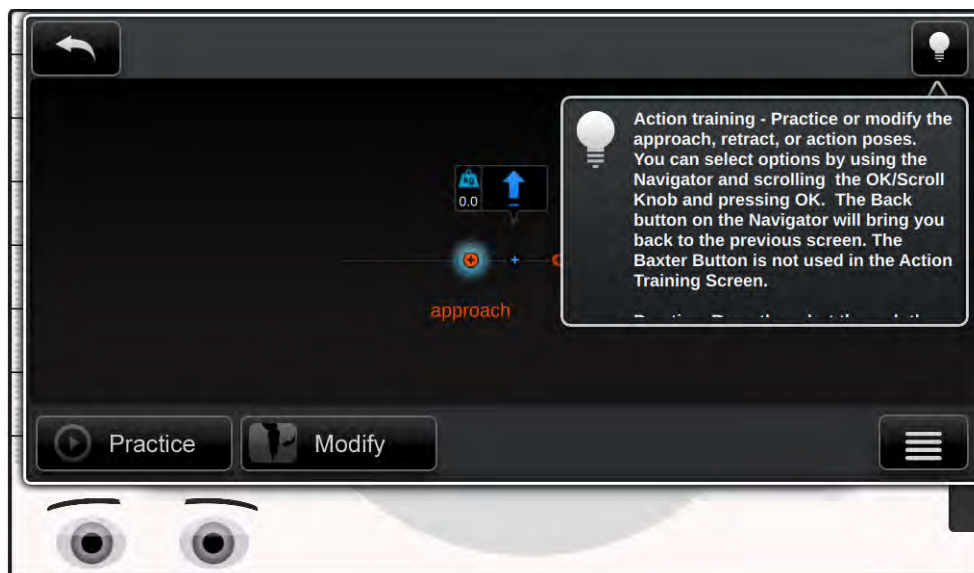 Action training - Practice or modify the
approach, retract, or action poses.
You can select options by using the
Navigator and scrolling  the OK/Scroll
Knob and pressing OK.  The Back
button on the Navigator will bring you
back to the previous screen. The
Baxter Button is not used in the Action
Training Screen.
kg
0.0
approach
Practice
Modify